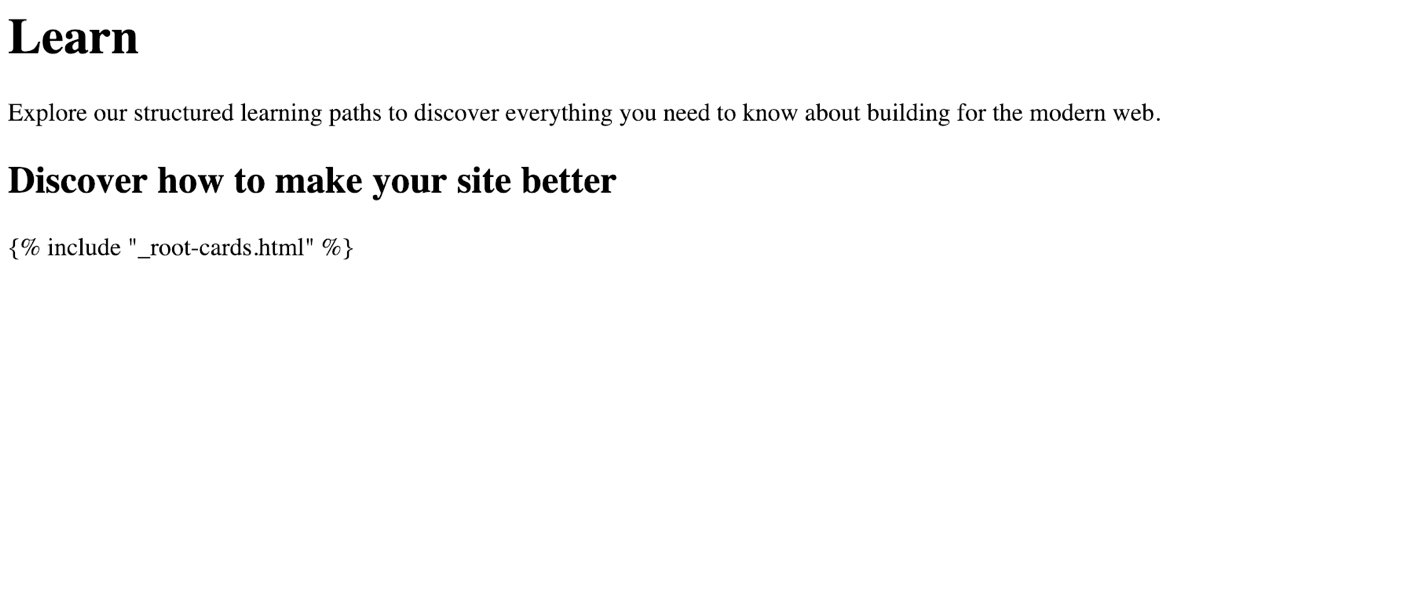 Learn
Explore our structured learning paths to discover everything you need to know about building for the modern web.
Discover how to make your site better
{% include "_root-cards.html" %}